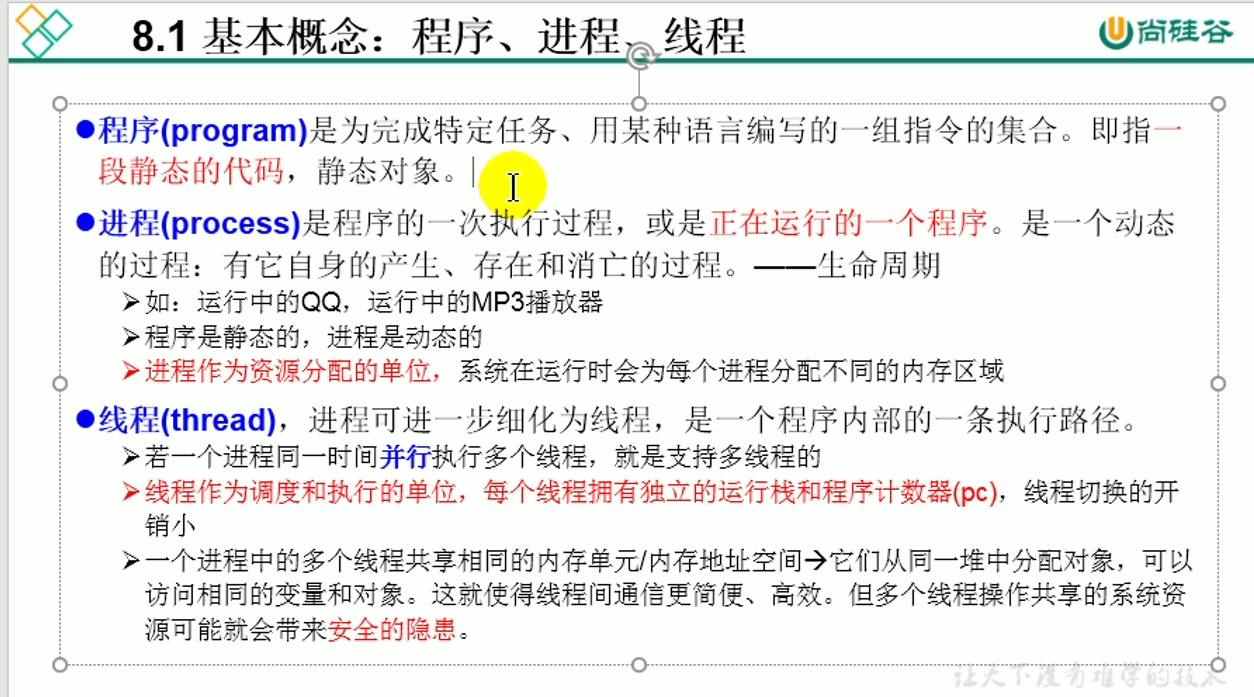 8.1 基本概念：程序、进程、线程
尚硅谷
●程序(program)是为完成特定任务、用某种语言编写的一组指令的集合。即指一
段静态的代码，静态对象。
●进程(process)是程序的一次执行过程，或是正在运行的一个程序。是一个动态
的过程：有它自身的产生、存在和消亡的过程。——生命周期
➢如：运行中的QQ，运行中的MP3播放器
➢程序是静态的，进程是动态的
➢进程作为资源分配的单位，系统在运行时会为每个进程分配不同的内存区域
●线程(thread)，进程可进一步细化为线程，是一个程序内部的一条执行路径。
➢若一个进程同一时间并行执行多个线程，就是支持多线程的
➢线程作为调度和执行的单位，每个线程拥有独立的运行栈和程序计数器(pc)，线程切换的开
销小
➢一个进程中的多个线程共享相同的内存单元/内存地址空间→它们从同一堆中分配对象，可以
访问相同的变量和对象。这就使得线程间通信更简便、高效。但多个线程操作共享的系统资
源可能就会带来安全的隐患。
让天下没有难学的技术